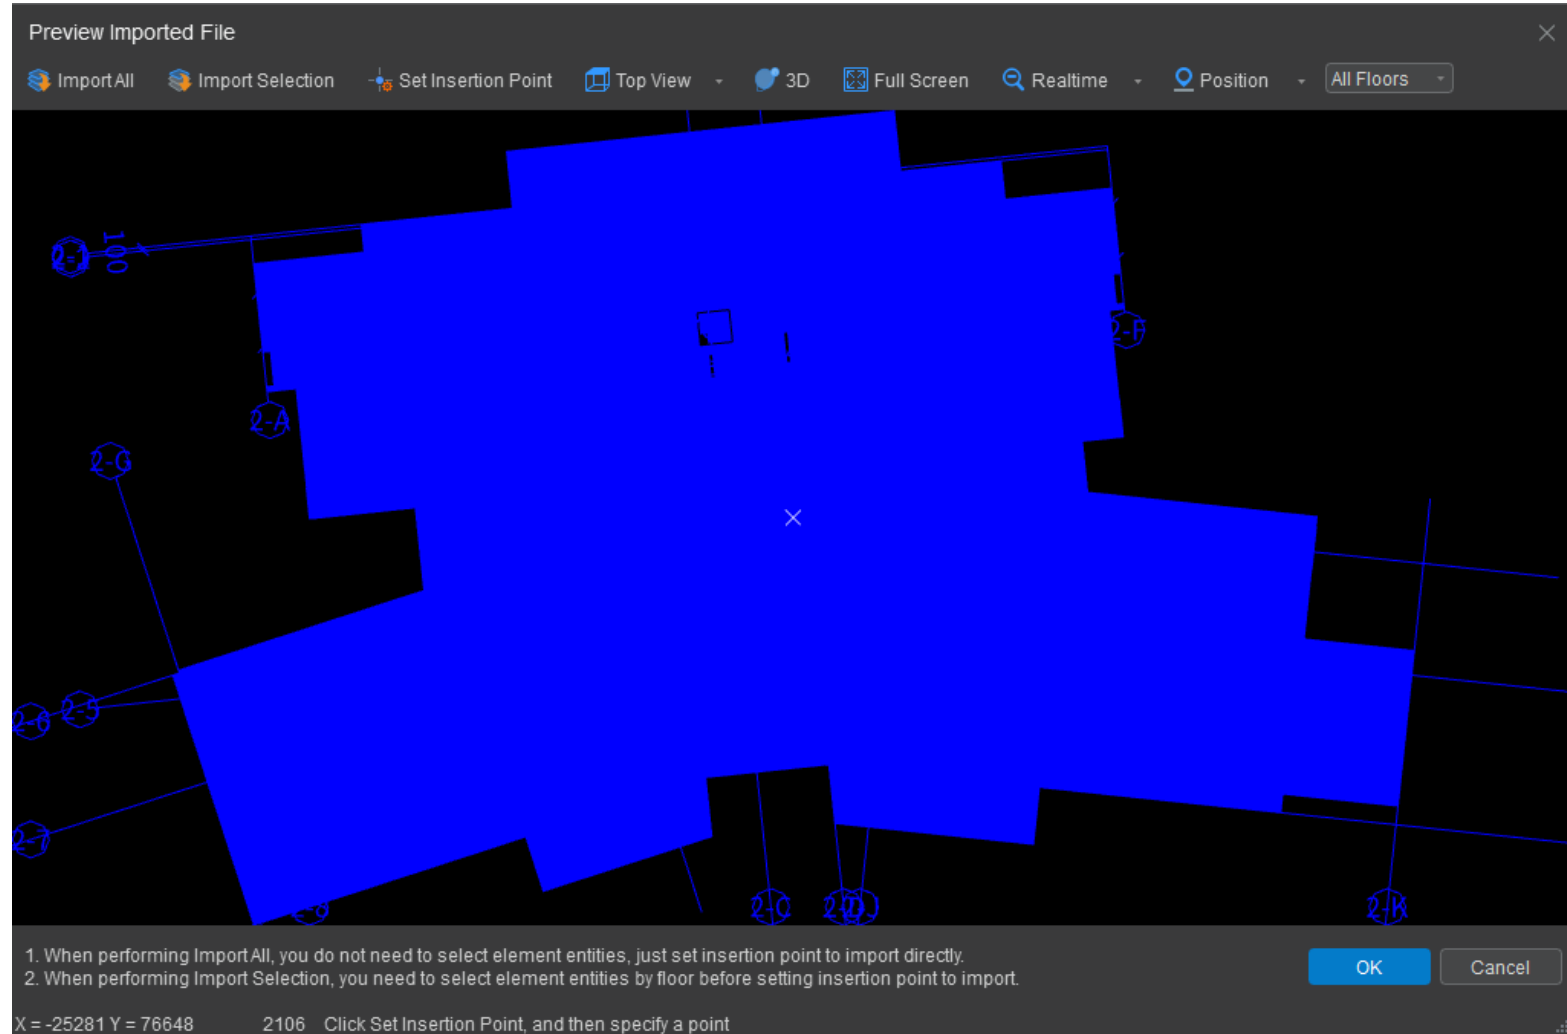 Preview Imported File
Import All Import Selection Set Insertion Point Top View 3D Full Screen Realtime Position All Floors
100
2-F
2-A
2-G
2-5
2-6
2-7
2-8
2-C
2-K
1. When performing Import All, you do not need to select element entities, just set insertion point to import directly.
2. When performing Import Selection, you need to select element entities by floor before setting insertion point to import.
OK Cancel
X = -25281 Y = 76648 2106 Click Set Insertion Point, and then specify a point